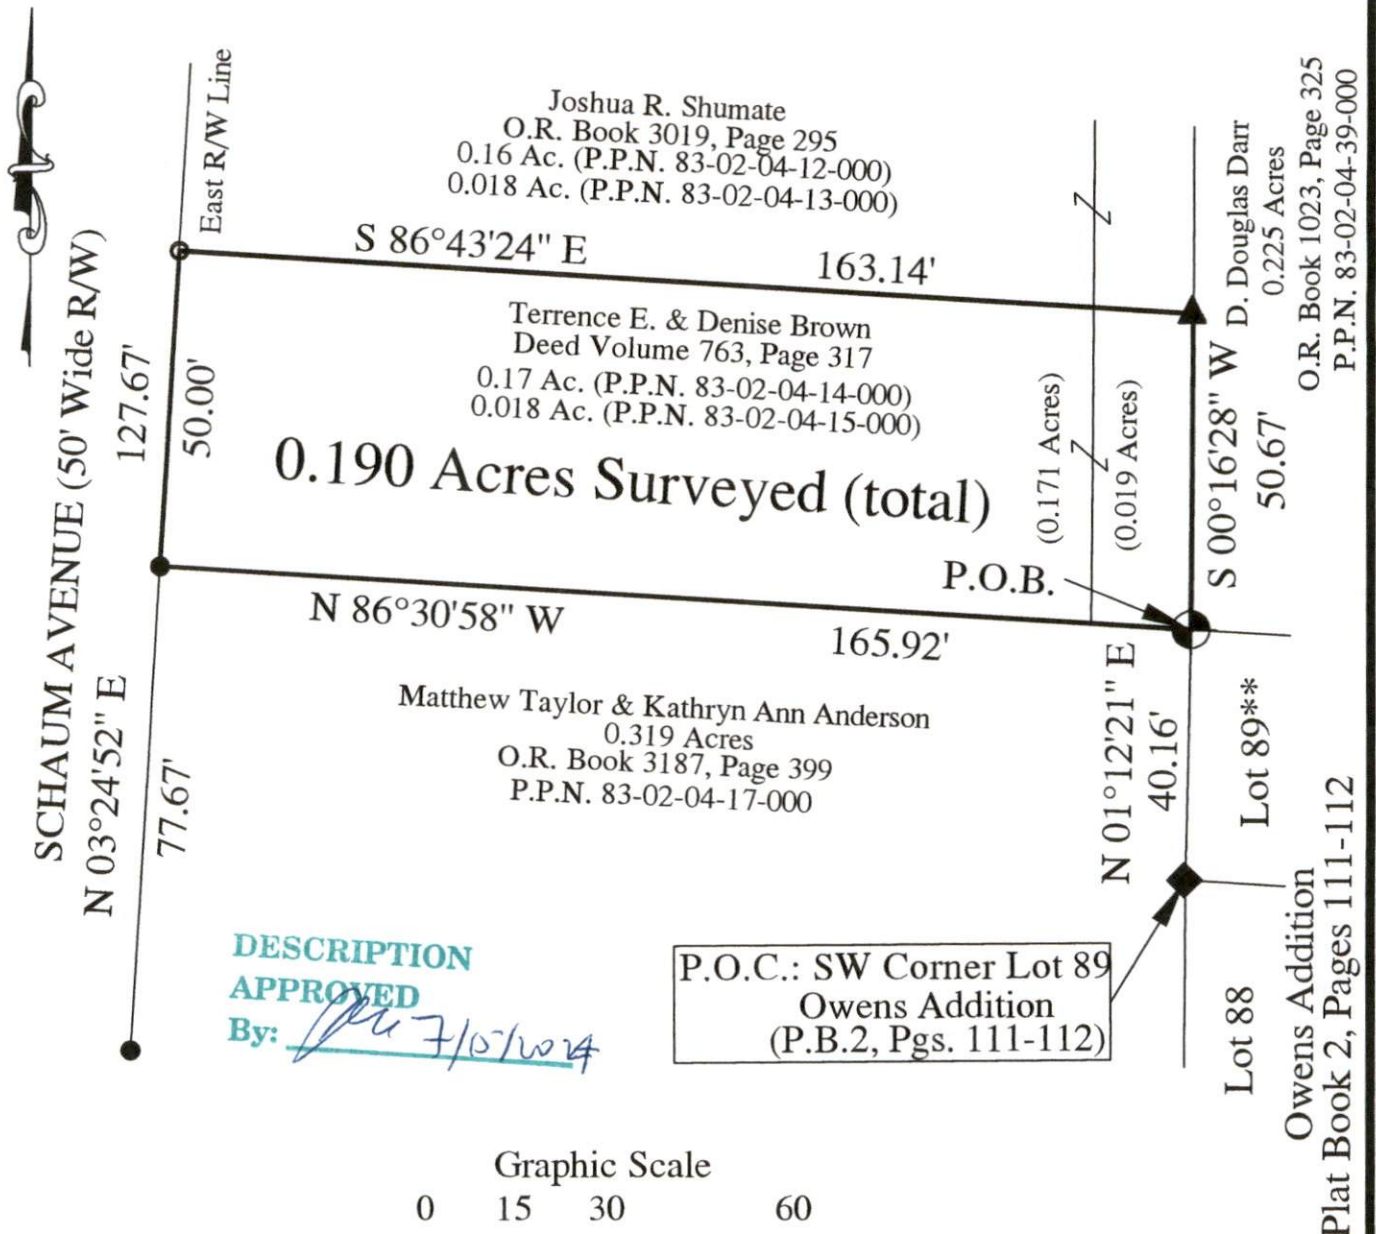 East R/W Line
Joshua R. Shumate
O.R. Book 3019, Page 295
0.16 Ac. (P.P.N. 83-02-04-12-000)
0.018 Ac. (P.P.N. 83-02-04-13-000)
D. Douglas Darr
0.225 Acres
O.R. Book 1023, Page 325
P.P.N. 83-02-04-39-000
S 86°43'24" E
163.14'
SCHAUM AVENUE (50' Wide R/W)
N 03°24'52" E
127.67'
50.00'
77.67'
Terrence E. & Denise Brown
Deed Volume 763, Page 317
0.17 Ac. (P.P.N. 83-02-04-14-000)
0.018 Ac. (P.P.N. 83-02-04-15-000)
0.190 Acres Surveyed (total)
(0.171 Acres)
(0.019 Acres)
S 00°16'28" W
50.67'
P.O.B.
N 86°30'58" W
165.92'
Matthew Taylor & Kathryn Ann Anderson
0.319 Acres
O.R. Book 3187, Page 399
P.P.N. 83-02-04-17-000
N 01°12'21" E
40.16'
Lot 89**
Lot 88
Owens Addition
Plat Book 2, Pages 111-112
DESCRIPTION
APPROVED
By:
P.O.C.: SW Corner Lot 89
Owens Addition
(P.B.2, Pgs. 111-112)
Graphic Scale
0 15 30 60